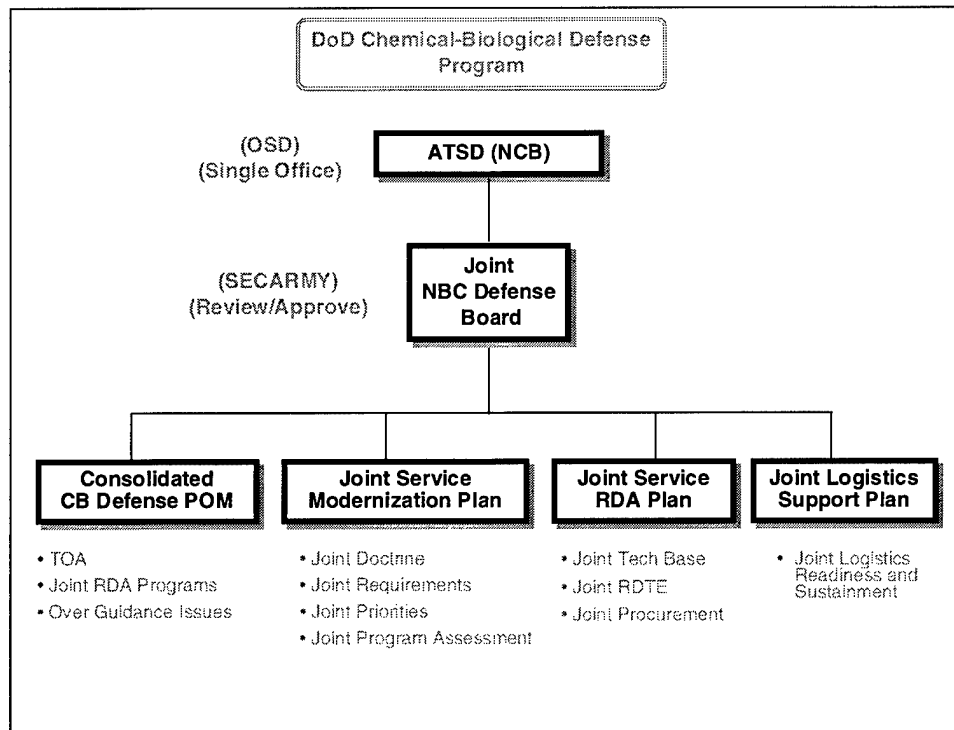 DoD Chemical-Biological Defense
Program
(OSD)
(Single Office)
ATSD (NCB)
(SECARMY)
(Review/Approve)
Joint
NBC Defense
Board
Consolidated
CB Defense POM
• TOA
• Joint RDA Programs
• Over Guidance Issues
Joint Service
Modernization Plan
• Joint Doctrine
• Joint Requirements
• Joint Priorities
• Joint Program Assessment
Joint Service
RDA Plan
• Joint Tech Base
• Joint RDTE
• Joint Procurement
Joint Logistics
Support Plan
• Joint Logistics
Readiness and
Sustainment